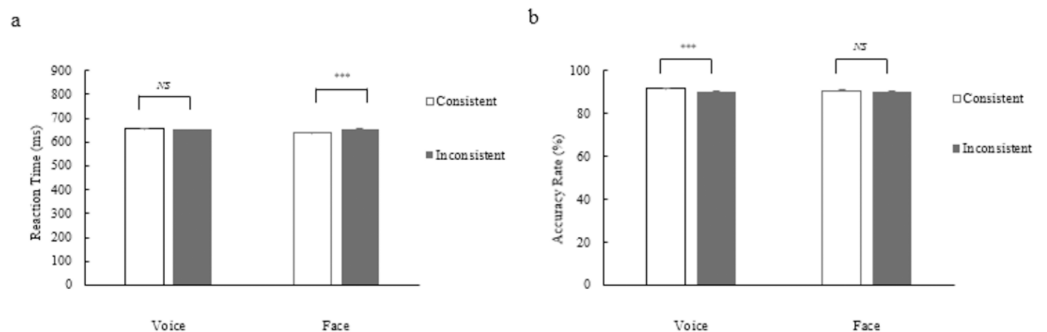 a
NS
***
900
800
700
600
500
400
300
200
100
0
Reaction Time (ms)
Voice
Face
Consistent
Inconsistent
b
***
NS
100
80
60
40
20
0
Accuracy Rate (%)
Voice
Face
Consistent
Inconsistent